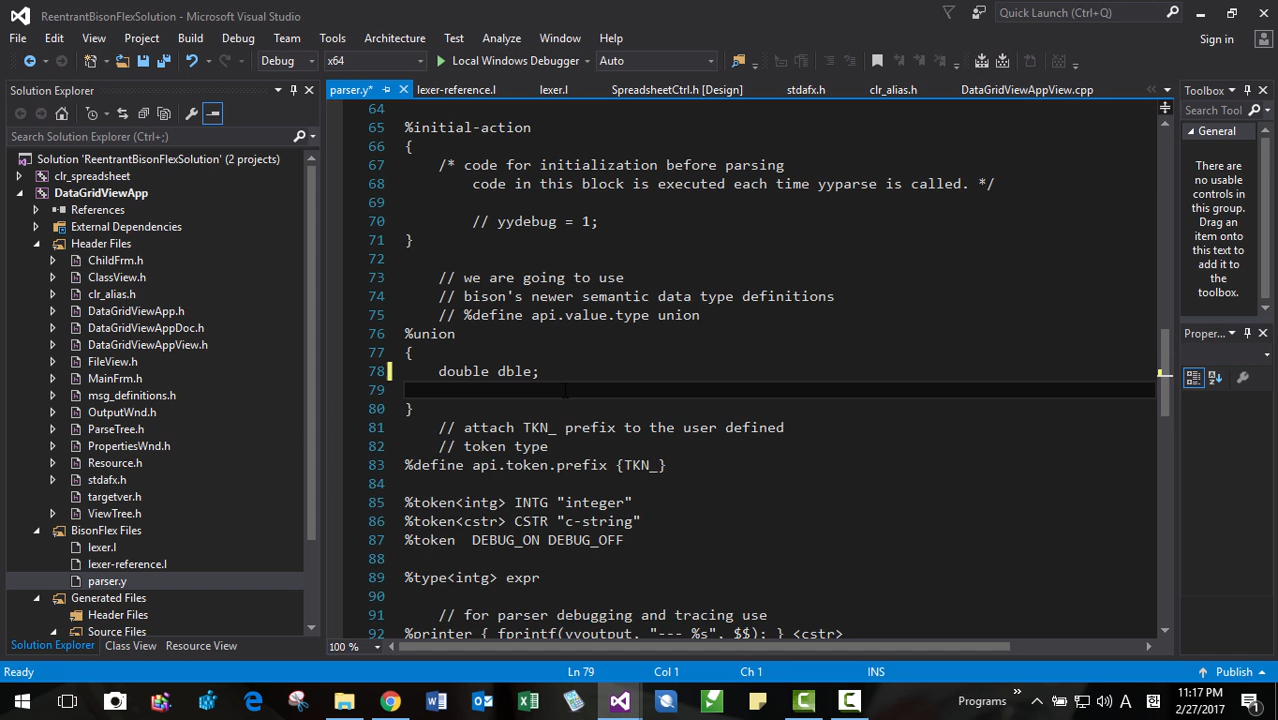 ReentrantBisonFlexSolution - Microsoft Visual Studio
Quick Launch (Ctrl+Q)
File Edit View Project Build Debug Team Tools Architecture Test Analyze Window Help
Sign in
Debug x64 Local Windows Debugger Auto
Solution Explorer
Search Solution Explorer (Ctrl+;)
Solution 'ReentrantBisonFlexSolution' (2 projects)
clr_spreadsheet
DataGridViewApp
References
External Dependencies
Header Files
ChildFrm.h
ClassView.h
clr_alias.h
DataGridViewApp.h
DataGridViewAppDoc.h
DataGridViewAppView.h
FileView.h
MainFrm.h
msg_definitions.h
OutputWnd.h
ParseTree.h
PropertiesWnd.h
Resource.h
stdafx.h
targetver.h
ViewTree.h
BisonFlex Files
lexer.l
lexer-reference.l
parser.y
Generated Files
Header Files
Source Files
Solution Explorer Class View Resource View
parser.y* lexer-reference.l lexer.l SpreadsheetCtrl.h [Design] stdafx.h clr_alias.h DataGridViewAppView.cpp
64
65 %initial-action
66 {
67 /* code for initialization before parsing
68 code in this block is executed each time yyparse is called. */
69
70 // yydebug = 1;
71 }
72
73 // we are going to use
74 // bison's newer semantic data type definitions
75 // %define api.value.type union
76 %union
77 {
78 double dble;
79
80 }
81 // attach TKN_ prefix to the user defined
82 // token type
83 %define api.token.prefix {TKN_}
84
85 %token<intg> INTG "integer"
86 %token<cstr> CSTR "c-string"
87 %token  DEBUG_ON DEBUG_OFF
88
89 %type<intg> expr
90
91 // for parser debugging and tracing use
92 %printer { fprintf(yyoutput, "--- %s", $$); } <cstr>
100 %
Toolbox
Search Tool
General
There are
no usable
controls in
this group.
Drag an
item onto
this text to
add it to
the
toolbox.
Proper...
Ready Ln 79 Col 1 Ch 1 INS Publish
Programs
A
11:17 PM
2/27/2017
1